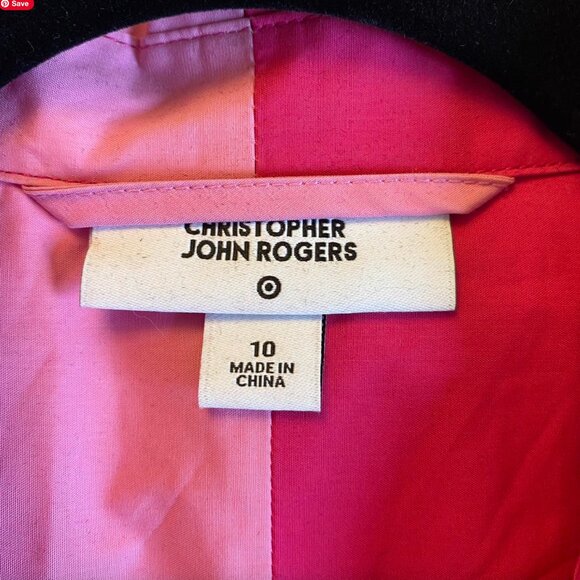 Save
CHRISTOPHER
JOHN ROGERS
10
MADE IN
CHINA